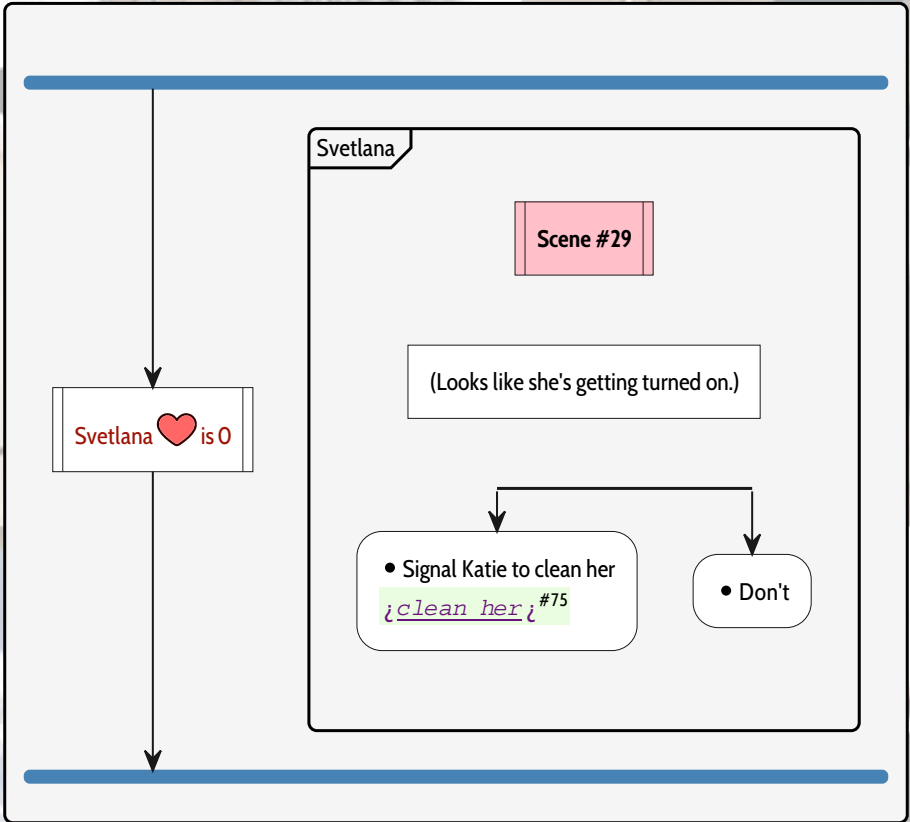 Svetlana
Scene #29
(Looks like she's getting turned on.)
Svetlana is 0
• Signal Katie to clean her
¿clean her¿#75
• Don't